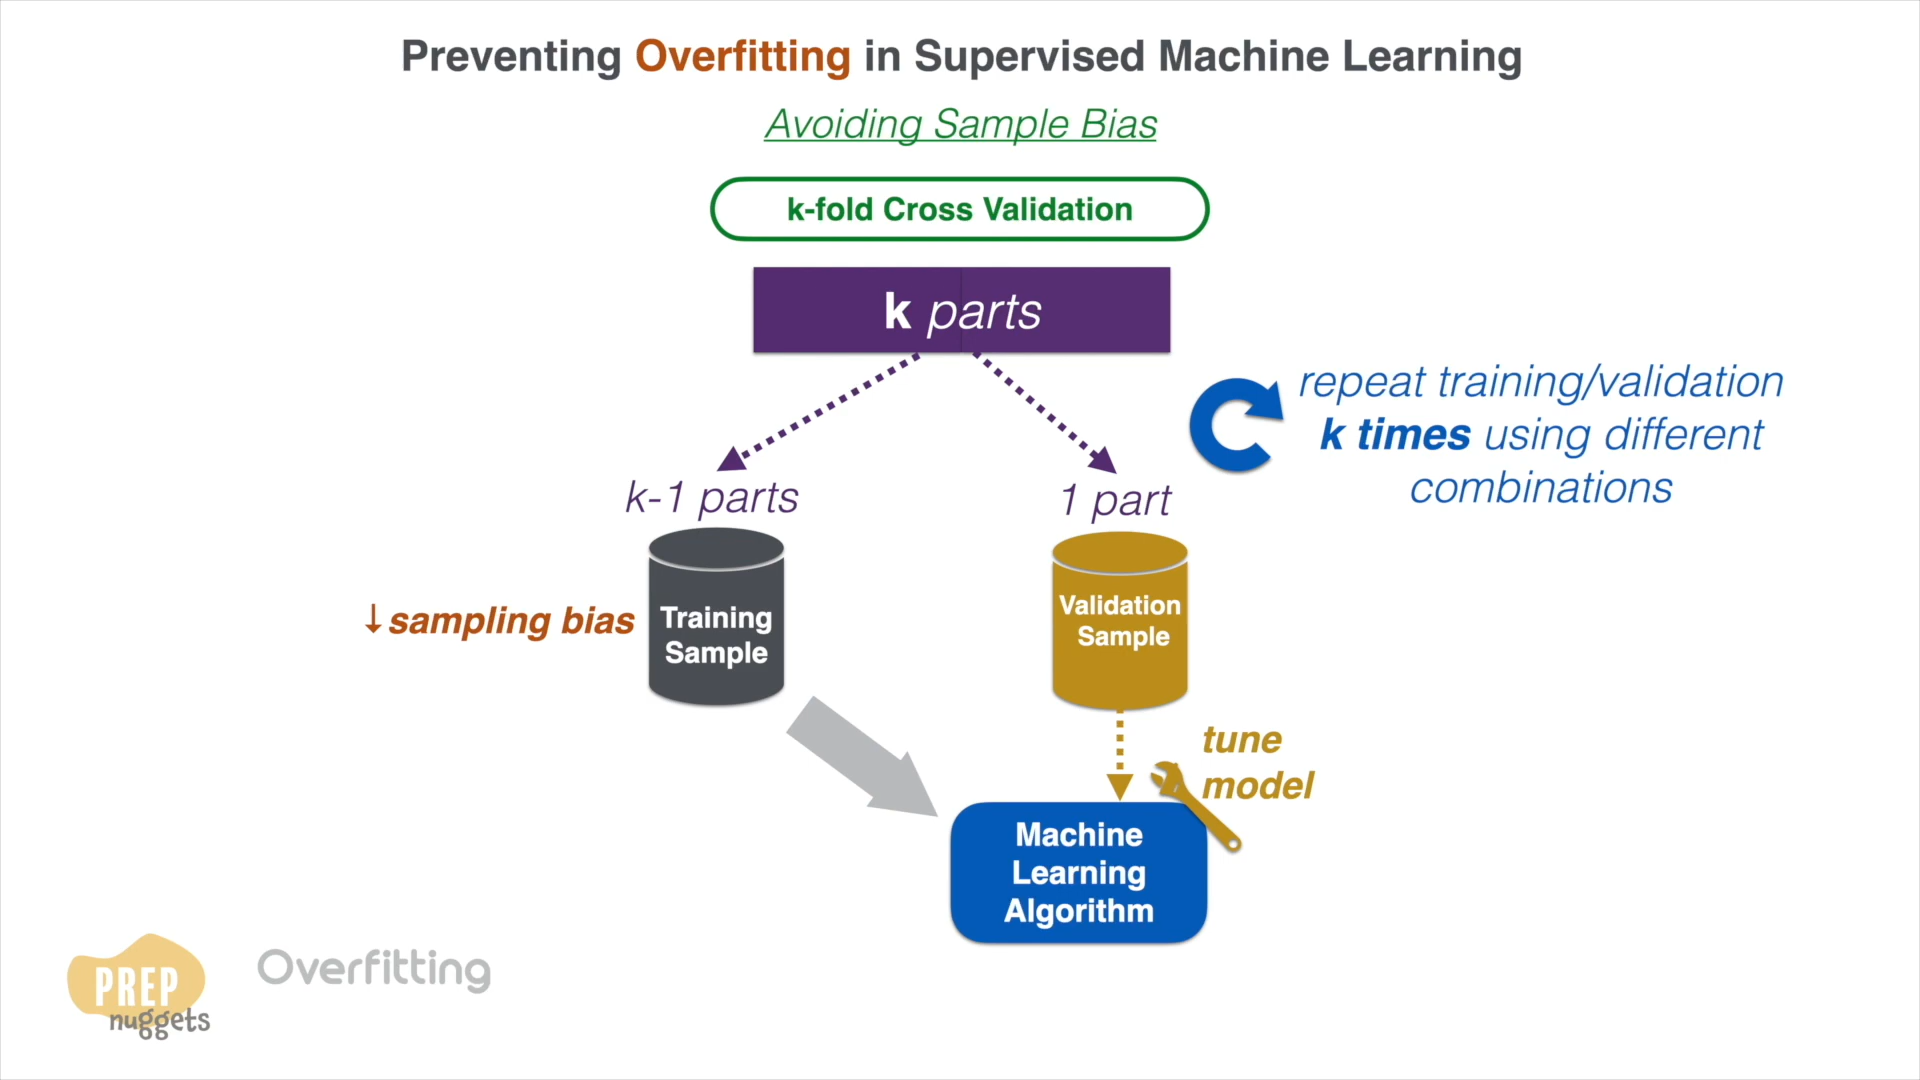 Preventing Overfitting in Supervised Machine Learning
Avoiding Sample Bias
k-fold Cross Validation
k parts
repeat training/validation
k times using different
combinations
k-1 parts
1 part
↓sampling bias
Training
Sample
Validation
Sample
tune
model
Machine
Learning
Algorithm
PREP
nuggets
Overfitting